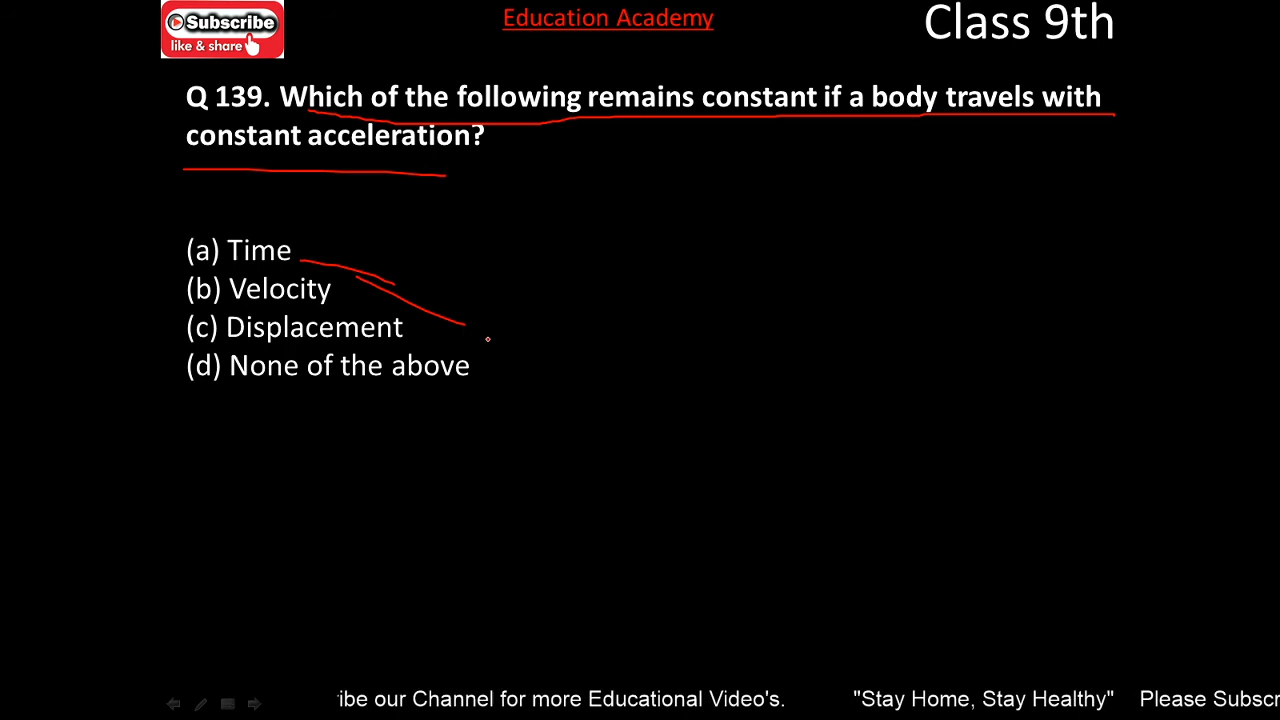 Subscribe
like & share
Education Academy
Class 9th
Q 139. Which of the following remains constant if a body travels with
constant acceleration?
(a) Time
(b) Velocity
(c) Displacement
(d) None of the above
ibe our Channel for more Educational Video's. "Stay Home, Stay Healthy" Please Subscr